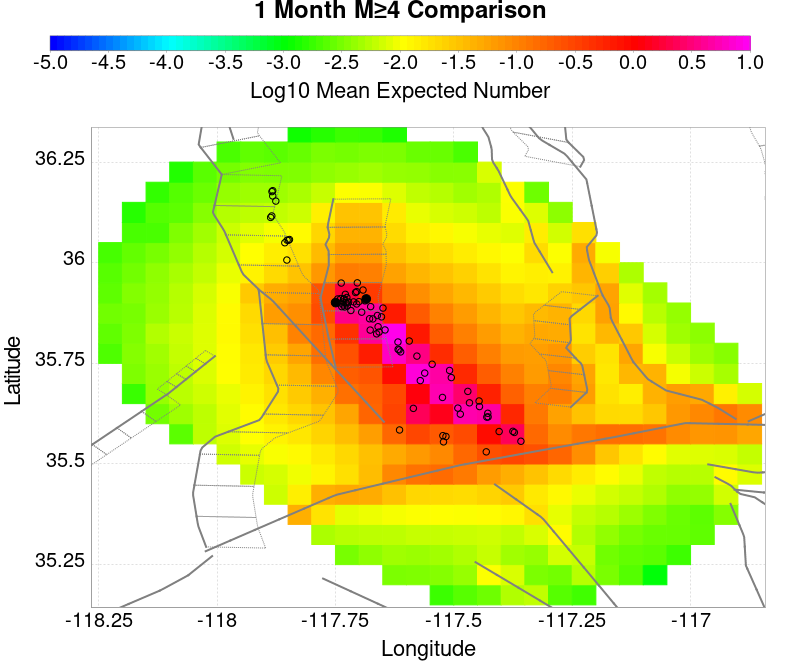 1 Month M≥4 Comparison
-5.0 -4.5 -4.0 -3.5 -3.0 -2.5 -2.0 -1.5 -1.0 -0.5 0.0 0.5 1.0
Log10 Mean Expected Number
36.25
36
35.75
35.5
35.25
Latitude
-118.25 -118 -117.75 -117.5 -117.25 -117
Longitude